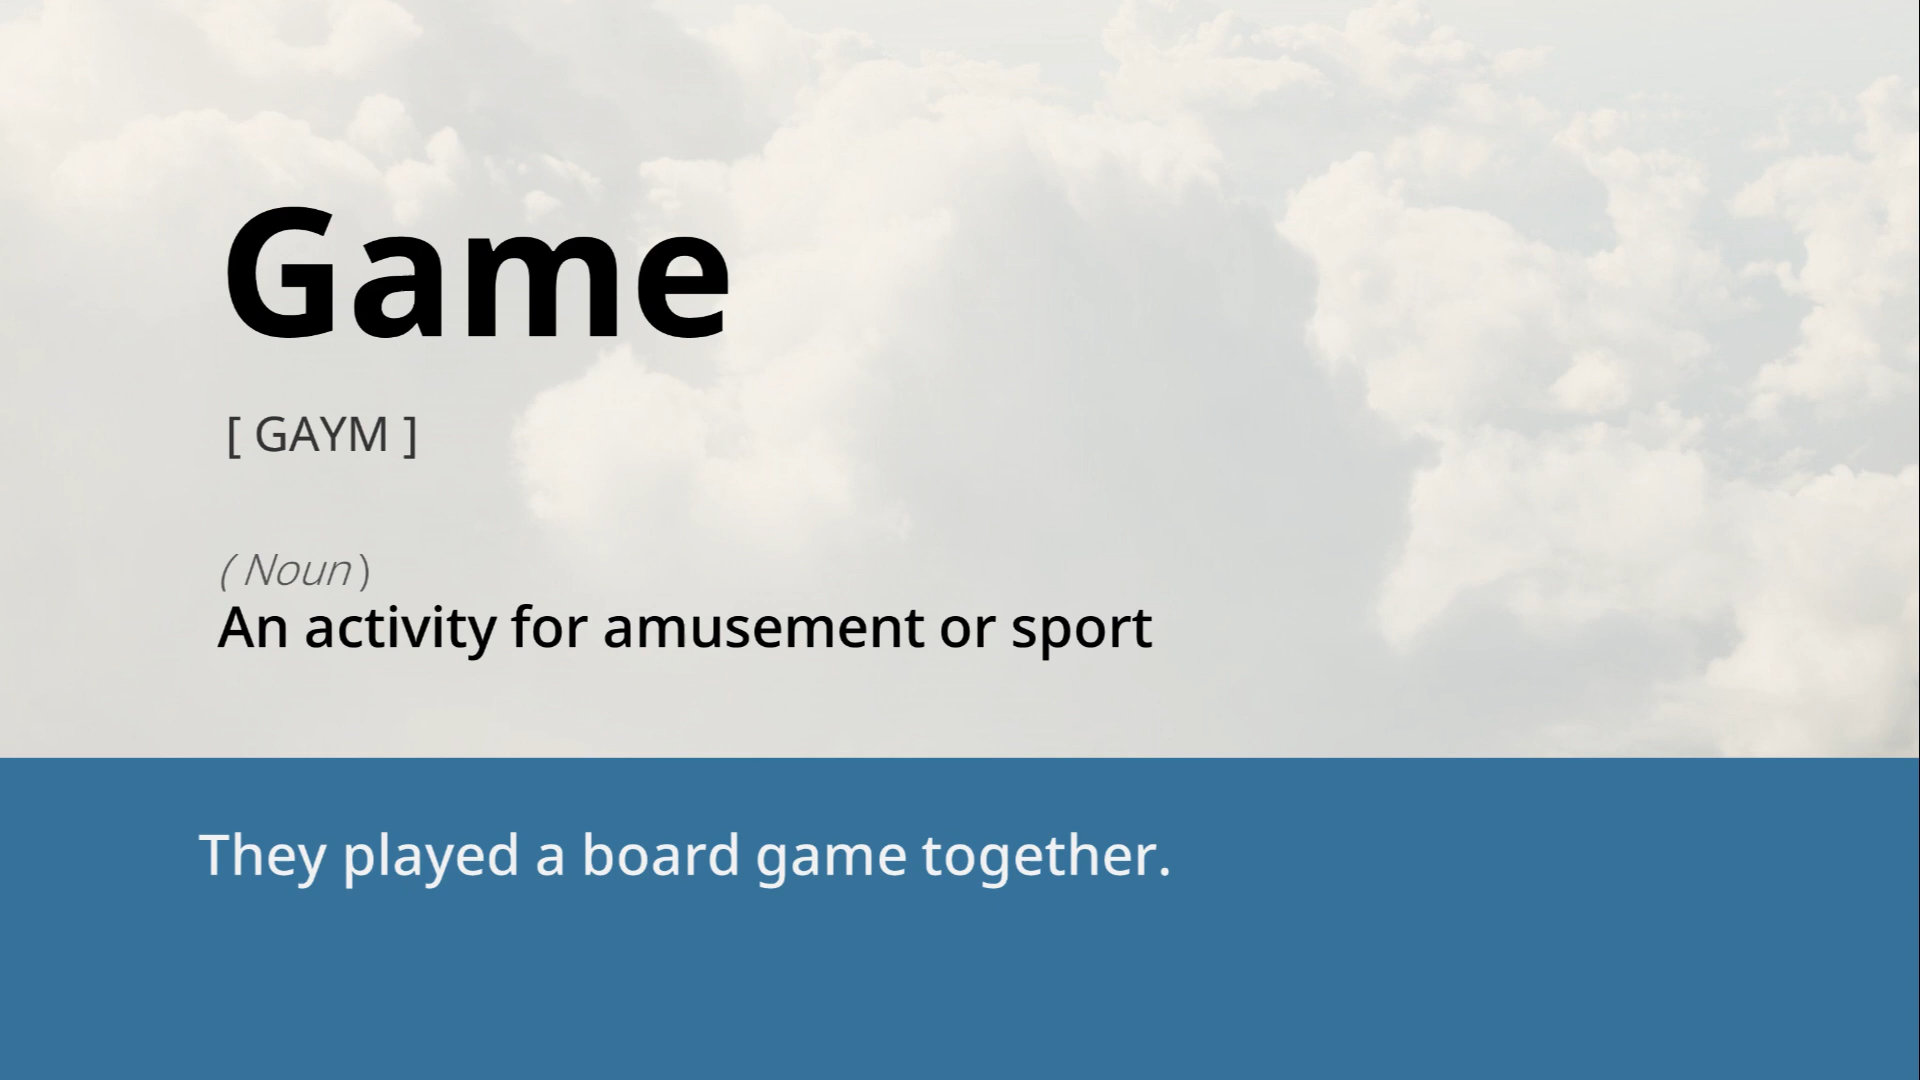 Game
[ GAYM ]
( Noun )
An activity for amusement or sport
They played a board game together.